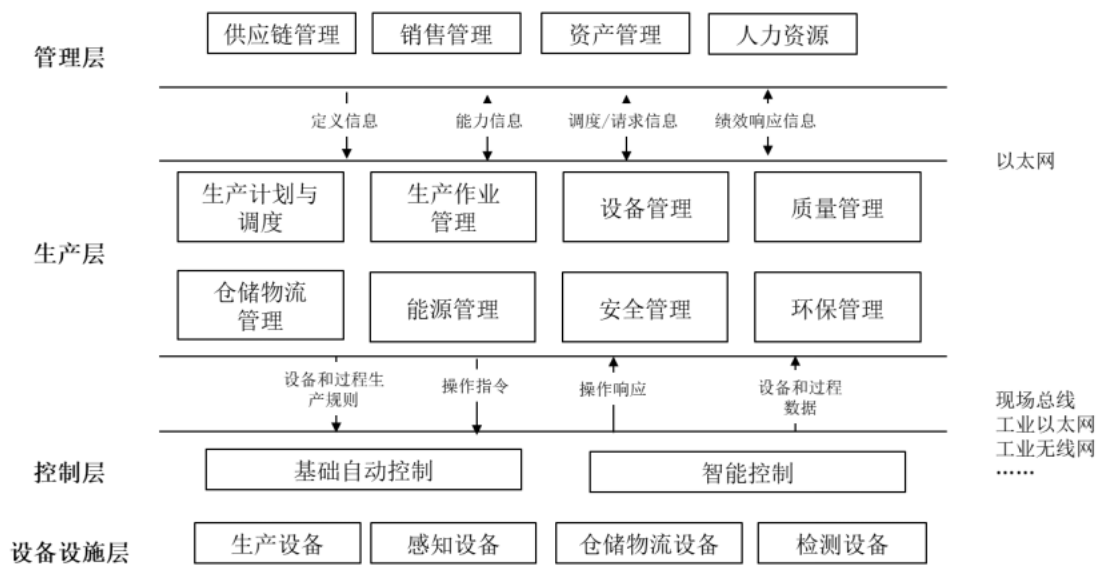 供应链管理
销售管理
资产管理
人力资源
管理层
定义信息
能力信息
调度/请求信息
绩效响应信息
以太网
生产计划与
调度
生产作业
管理
设备管理
质量管理
生产层
仓储物流
管理
能源管理
安全管理
环保管理
设备和过程生
产规则
操作指令
操作响应
设备和过程
数据
现场总线
工业以太网
工业无线网
……
控制层
基础自动控制
智能控制
设备设施层
生产设备
感知设备
仓储物流设备
检测设备